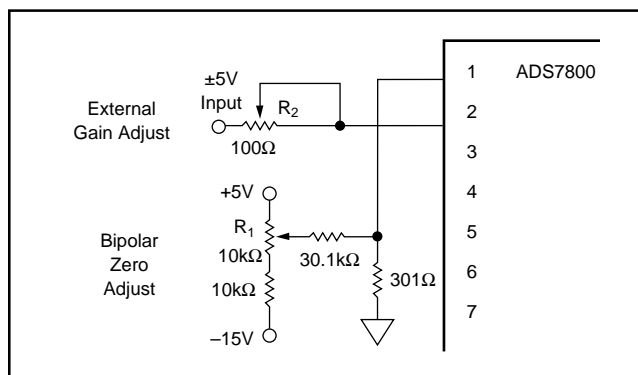 1 ADS7800
2
3
4
5
6
7
±5V
Input
External
Gain Adjust
R2
100Ω
+5V
R1
10kΩ
30.1kΩ
Bipolar
Zero
Adjust
10kΩ
301Ω
–15V